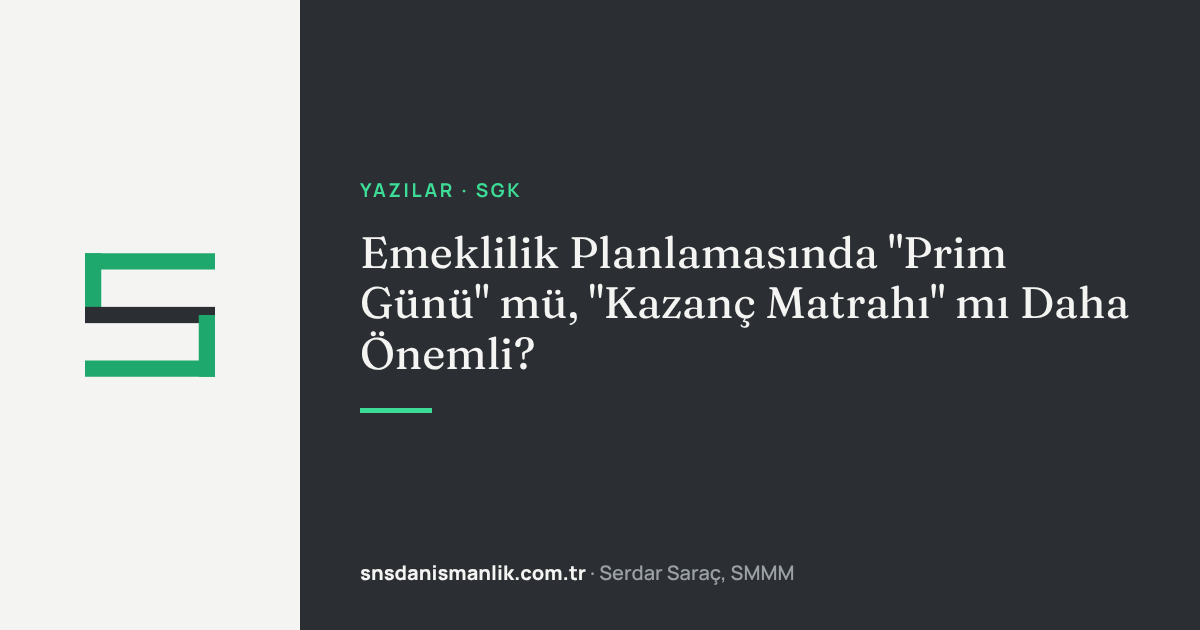 YAZILAR · SGK
Emeklilik Planlamasında "Prim
Günü" mü, "Kazanç Matrahı" mı Daha
Önemli?
snsdanismanlik.com.tr · Serdar Saraç, SMMM